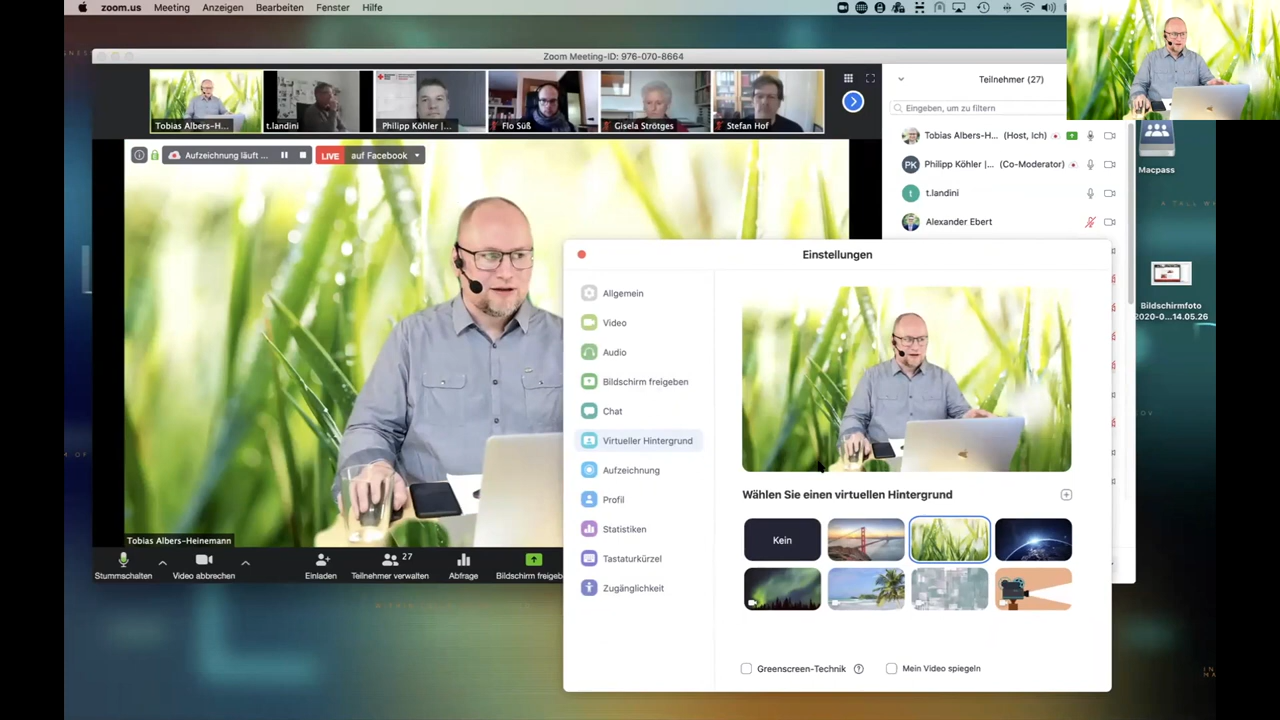 zoom.us Meeting Anzeigen Bearbeiten Fenster Hilfe
Zoom Meeting-ID: 976-070-8664
Tobias Albers-H...
t.landini
Philipp Köhler |...
Flo Süß
Gisela Strötges
Stefan Hof
Aufzeichnung läuft ...
LIVE auf Facebook
Tobias Albers-Heinemann
Stummschalten
Video abbrechen
Einladen
27
Teilnehmer verwalten
Abfrage
Bildschirm freigebe
Teilnehmer (27)
Eingeben, um zu filtern
Tobias Albers-H... (Host, Ich)
PK Philipp Köhler |... (Co-Moderator)
t t.landini
Alexander Ebert
Einstellungen
Allgemein
Video
Audio
Bildschirm freigeben
Chat
Virtueller Hintergrund
Aufzeichnung
Profil
Statistiken
Tastaturkürzel
Zugänglichkeit
Wählen Sie einen virtuellen Hintergrund
Kein
Greenscreen-Technik
Mein Video spiegeln
Macpass
Bildschirmfoto
2020-0...14.05.26